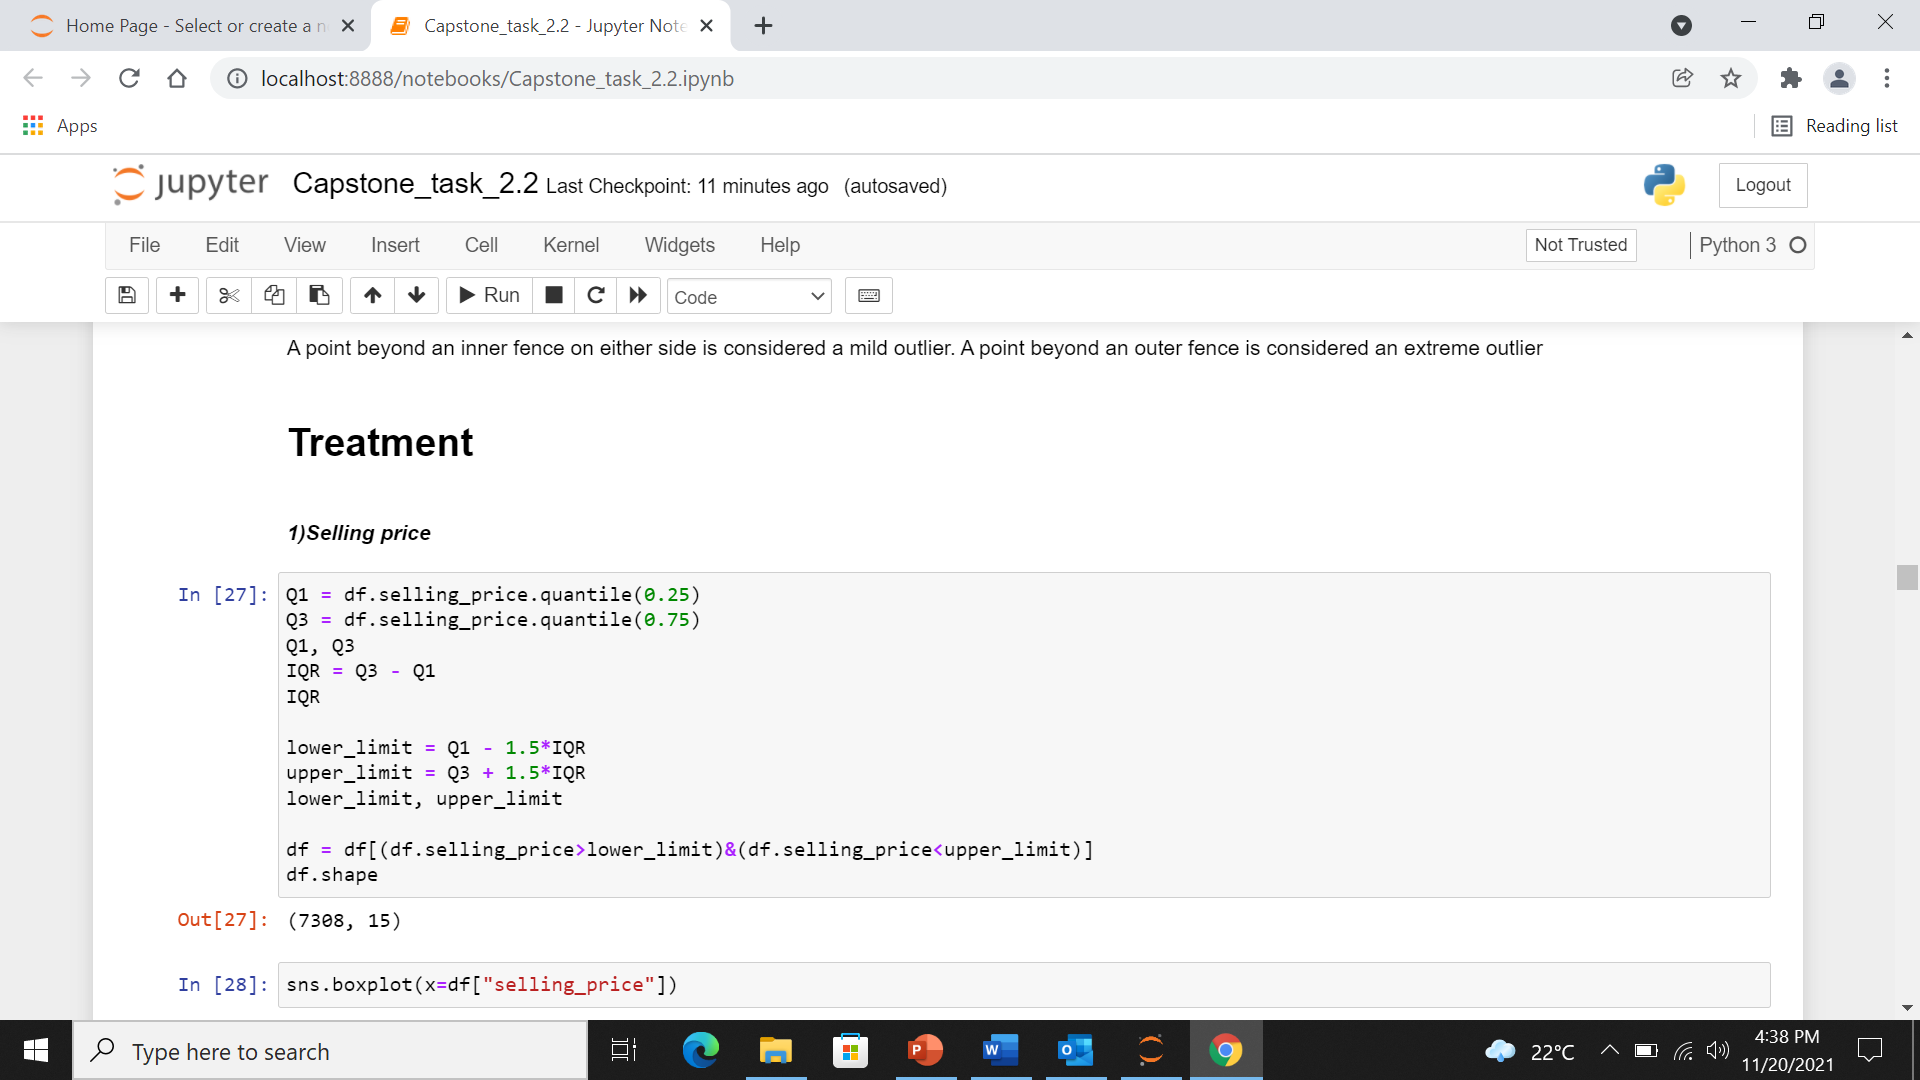 Home Page - Select or create a n
Capstone_task_2.2 - Jupyter Note
localhost:8888/notebooks/Capstone_task_2.2.ipynb
Apps
Reading list
jupyter Capstone_task_2.2 Last Checkpoint: 11 minutes ago (autosaved)
Logout
File Edit View Insert Cell Kernel Widgets Help
Not Trusted
Python 3
Run
Code
A point beyond an inner fence on either side is considered a mild outlier. A point beyond an outer fence is considered an extreme outlier
Treatment
1)Selling price
In [27]:
Q1 = df.selling_price.quantile(0.25)
Q3 = df.selling_price.quantile(0.75)
Q1, Q3
IQR = Q3 - Q1
IQR
lower_limit = Q1 - 1.5*IQR
upper_limit = Q3 + 1.5*IQR
lower_limit, upper_limit
df = df[(df.selling_price>lower_limit)&(df.selling_price<upper_limit)]
df.shape
Out[27]: (7308, 15)
In [28]: sns.boxplot(x=df["selling_price"])
Type here to search
P
W
O
22°C
4:38 PM
11/20/2021